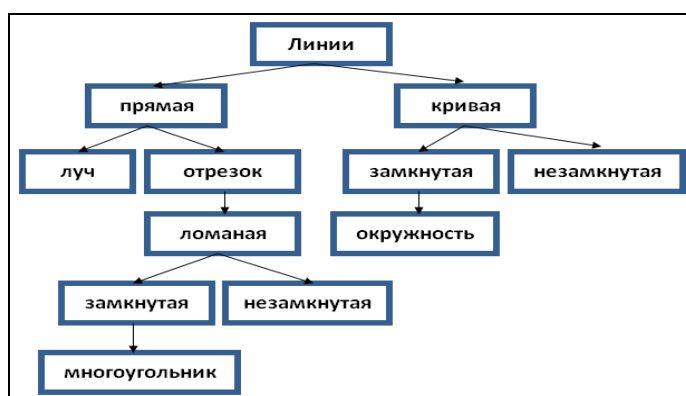 Линии
прямая
кривая
луч
отрезок
замкнутая
незамкнутая
ломаная
окружность
замкнутая
незамкнутая
многоугольник